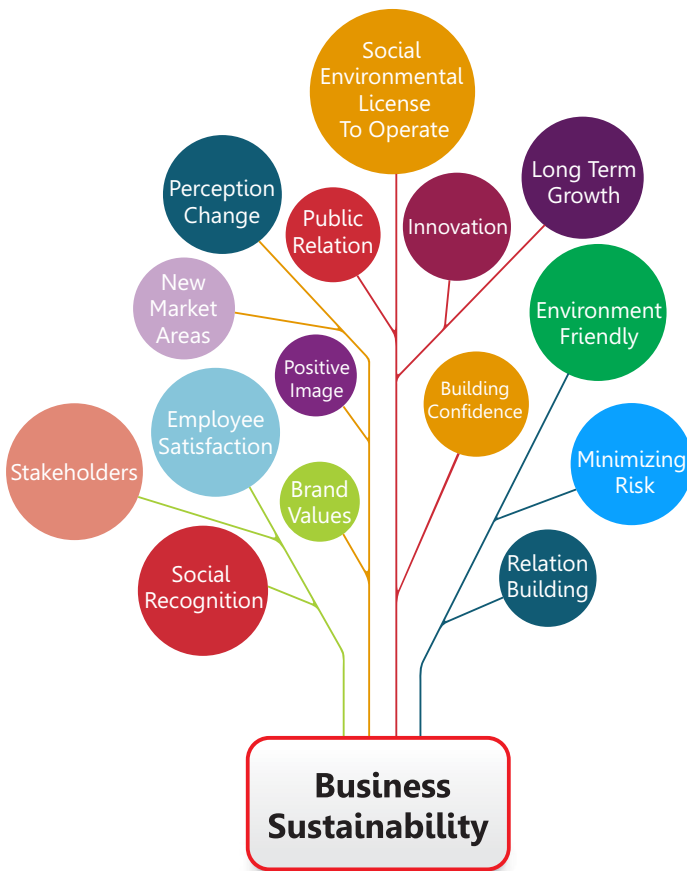 Social
Environmental
License
To Operate
Perception
Change
Public
Relation
Innovation
Long Term
Growth
New
Market
Areas
Environment
Friendly
Positive
Image
Building
Confidence
Employee
Satisfaction
Stakeholders
Brand
Values
Minimizing
Risk
Social
Recognition
Relation
Building
Business
Sustainability